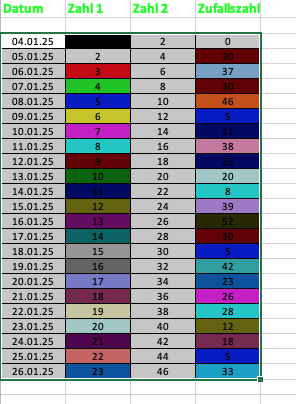 Datum Zahl 1 Zahl 2 Zufallszahl
04.01.25 2 0
05.01.25 2 4 30
06.01.25 3 6 37
07.01.25 4 8 30
08.01.25 5 10 46
09.01.25 6 12 5
10.01.25 7 14 11
11.01.25 8 16 38
12.01.25 9 18 25
13.01.25 10 20 20
14.01.25 11 22 8
15.01.25 12 24 39
16.01.25 13 26 52
17.01.25 14 28 30
18.01.25 15 30 5
19.01.25 16 32 42
20.01.25 17 34 23
21.01.25 18 36 26
22.01.25 19 38 28
23.01.25 20 40 12
24.01.25 21 42 18
25.01.25 22 44 5
26.01.25 23 46 33